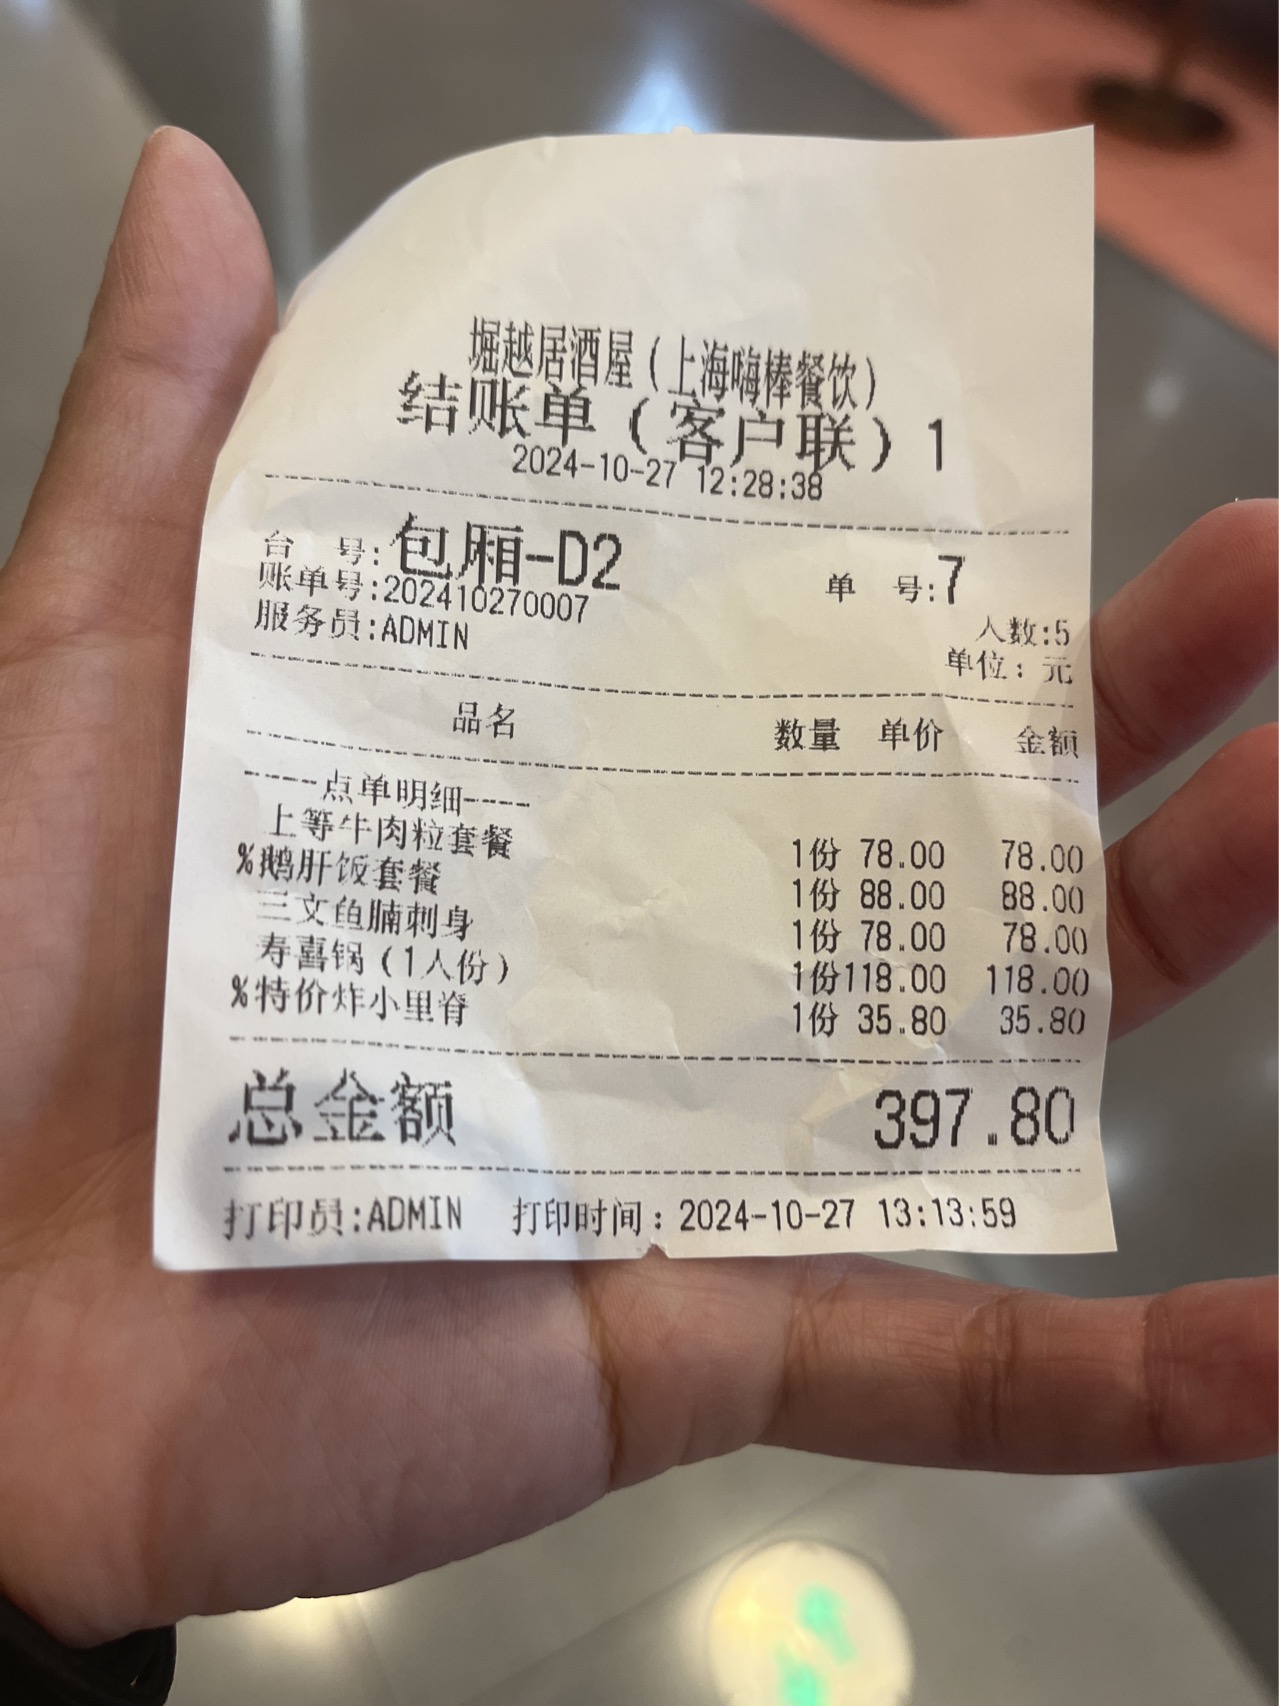 堀越居酒屋（上海嗨棒餐饮）
结账单（客户联）1
2024-10-27 12:28:38
台 号:包厢-D2 单 号:7
账单号:202410270007
服务员:ADMIN 人数:5
单位：元
品名 数量 单价 金额
-----点单明细----
上等牛肉粒套餐 1份 78.00 78.00
%鹅肝饭套餐 1份 88.00 88.00
三文鱼腩刺身 1份 78.00 78.00
寿喜锅（1人份） 1份118.00 118.00
%特价炸小里脊 1份 35.80 35.80
总金额 397.80
打印员:ADMIN 打印时间：2024-10-27 13:13:59